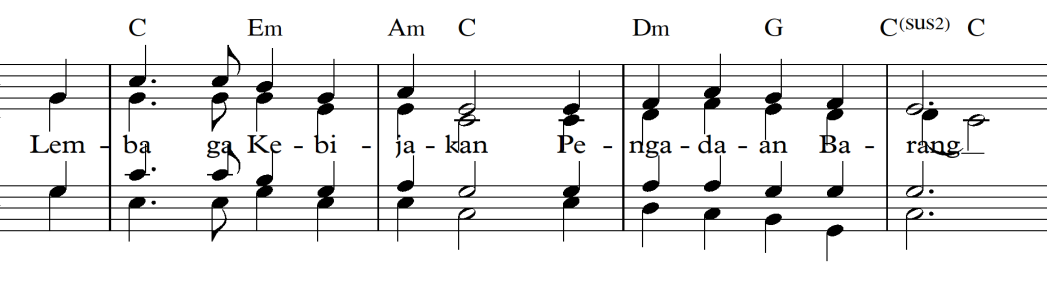 C Em Am C Dm G C(sus2) C
Lem - ba ga Ke - bi - ja - kan Pe - nga - da - an Ba - rang